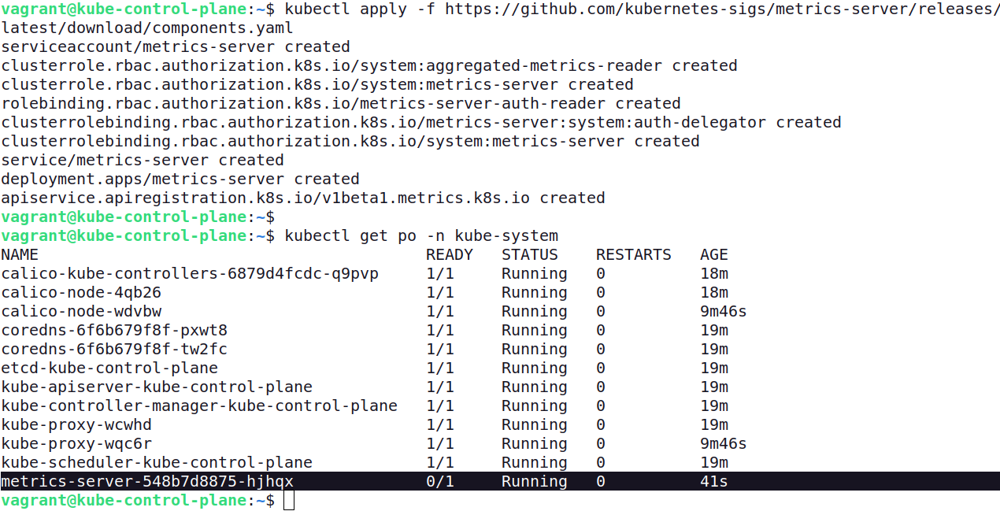 vagrant@kube-control-plane:~$ kubectl apply -f https://github.com/kubernetes-sigs/metrics-server/releases/
latest/download/components.yaml
serviceaccount/metrics-server created
clusterrole.rbac.authorization.k8s.io/system:aggregated-metrics-reader created
clusterrole.rbac.authorization.k8s.io/system:metrics-server created
rolebinding.rbac.authorization.k8s.io/metrics-server-auth-reader created
clusterrolebinding.rbac.authorization.k8s.io/metrics-server:system:auth-delegator created
clusterrolebinding.rbac.authorization.k8s.io/system:metrics-server created
service/metrics-server created
deployment.apps/metrics-server created
apiservice.apiregistration.k8s.io/v1beta1.metrics.k8s.io created
vagrant@kube-control-plane:~$
vagrant@kube-control-plane:~$ kubectl get po -n kube-system
NAME                                         READY   STATUS    RESTARTS   AGE
calico-kube-controllers-6879d4fcdc-q9pvp     1/1     Running   0          18m
calico-node-4qb26                            1/1     Running   0          18m
calico-node-wdvbw                            1/1     Running   0          9m46s
coredns-6f6b679f8f-pxwt8                     1/1     Running   0          19m
coredns-6f6b679f8f-tw2fc                     1/1     Running   0          19m
etcd-kube-control-plane                      1/1     Running   0          19m
kube-apiserver-kube-control-plane            1/1     Running   0          19m
kube-controller-manager-kube-control-plane   1/1     Running   0          19m
kube-proxy-wcwhd                             1/1     Running   0          19m
kube-proxy-wqc6r                             1/1     Running   0          9m46s
kube-scheduler-kube-control-plane            1/1     Running   0          19m
metrics-server-548b7d8875-hjhqx              0/1     Running   0          41s
vagrant@kube-control-plane:~$